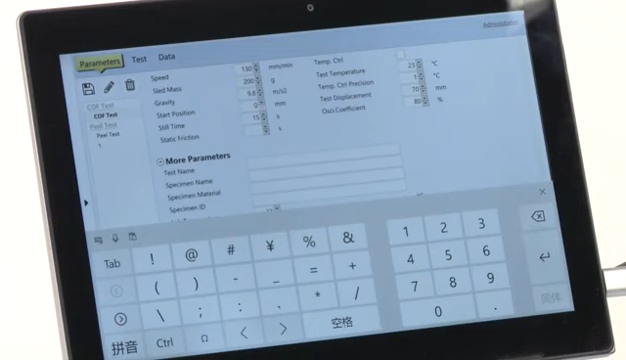 Administrator
Parameters Test Data
COF Test
COF Test
Peel Test
Peel Test
1
Speed 130 mm/min
Sled Mass 200 g
Gravity 9.8 m/s2
Start Position 0 mm
Still Time 15 s
Static Friction s
Temp. Ctrl
Test Temperature 23 ℃
Temp. Ctrl Precision 1 ℃
Test Displacement 70 mm
Osci Coefficient 80 %
More Parameters
Test Name
Specimen Name
Specimen Material
Specimen ID
Tab ! @ # ¥ % & 1 2 3
( ) - _ = + 4 5 6
\ ; : , * / 7 8 9
拼音 Ctrl Ω 空格 0 . 简体